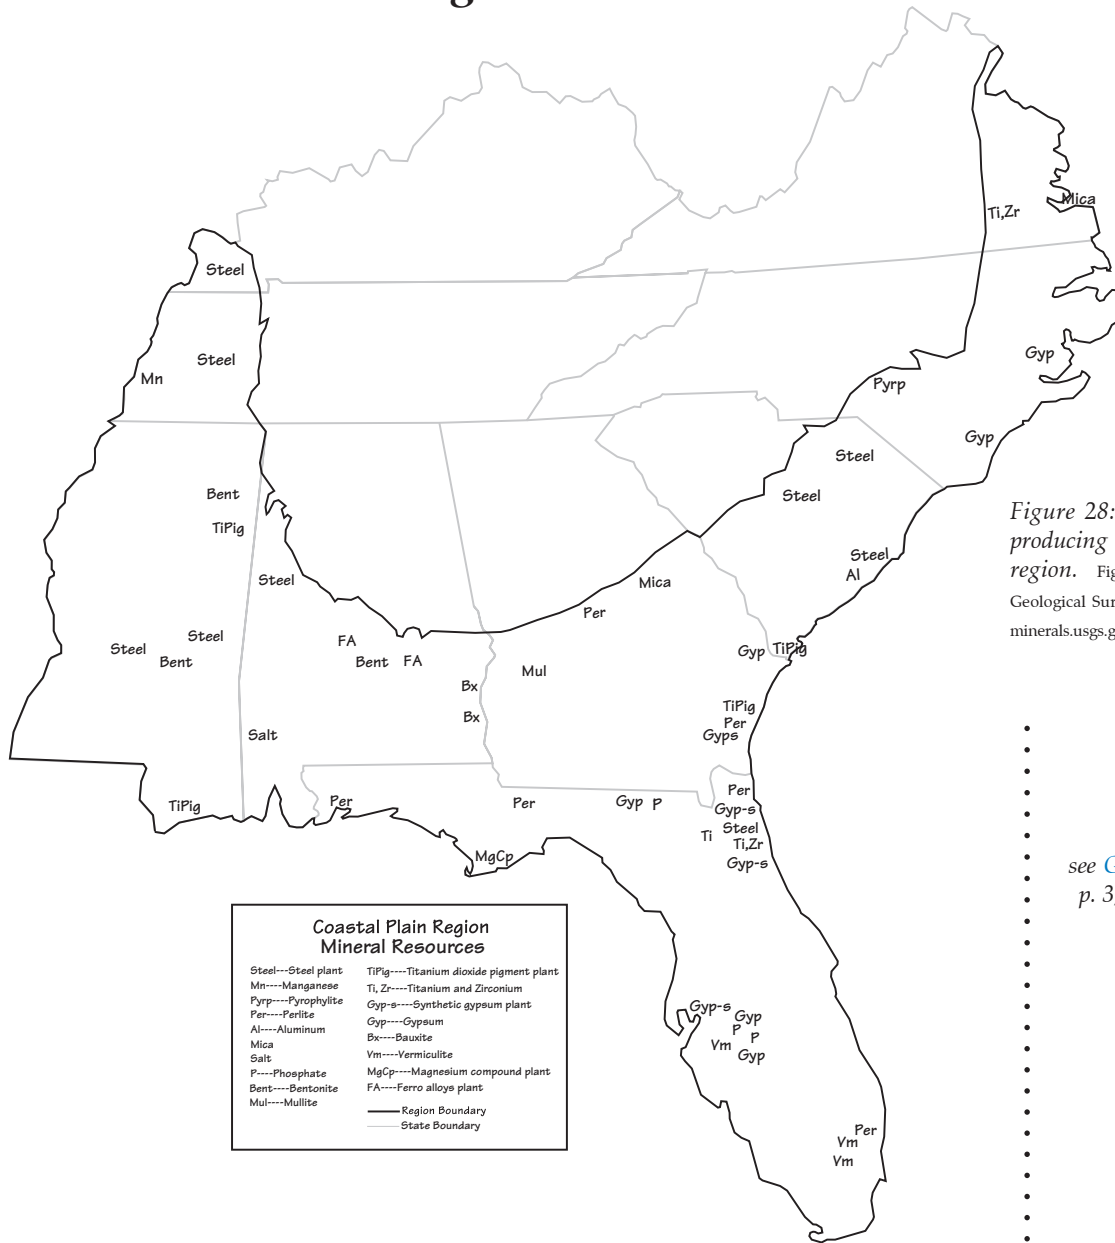 g
Mica
Ti,Zr
Steel
Steel
Mn
Gyp
Pyrp
Gyp
Steel
Bent
Steel
TiPig
Steel
Al
Steel
Mica
Per
Steel
Steel
Bent
FA
Bent
FA
Gyp
TiPig
Mul
Bx
Bx
TiPig
Per
Gyps
Salt
TiPig
Per
Per
Gyp P
Per
Gyp-s
Ti
Steel
Ti,Zr
Gyp-s
MgCp
Gyp-s
Gyp
P
P
Vm
Gyp
Per
Vm
Vm
Figure 28:
producing
region. Fig
Geological Sur
minerals.usgs.g
see G
p. 3,
Coastal Plain Region
Mineral Resources
Steel---Steel plant
Mn----Manganese
Pyrp----Pyrophylite
Per----Perlite
Al----Aluminum
Mica
Salt
P----Phosphate
Bent----Bentonite
Mul----Mullite
TiPig----Titanium dioxide pigment plant
Ti, Zr----Titanium and Zirconium
Gyp-s----Synthetic gypsum plant
Gyp----Gypsum
Bx----Bauxite
Vm----Vermiculite
MgCp----Magnesium compound plant
FA----Ferro alloys plant
Region Boundary
State Boundary